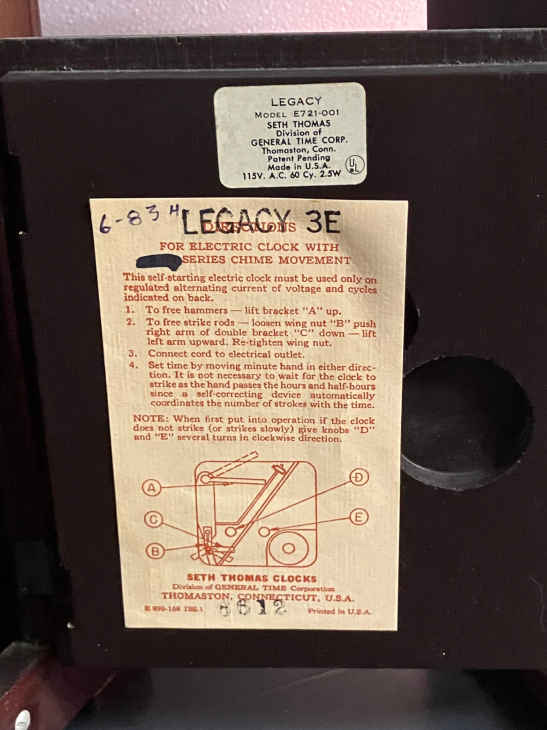 LEGACY
MODEL E721-001
SETH THOMAS
Division of
GENERAL TIME CORP.
Thomaston, Conn.
Patent Pending
Made in U.S.A.
115V. A.C. 60 Cy. 2.5W
UL
6-83 H LEGACY 3E
DIRECTIONS
FOR ELECTRIC CLOCK WITH
SERIES CHIME MOVEMENT
This self-starting electric clock must be used only on
regulated alternating current of voltage and cycles
indicated on back.
1. To free hammers — lift bracket "A" up.
2. To free strike rods — loosen wing nut "B" push
right arm of double bracket "C" down — lift
left arm upward. Re-tighten wing nut.
3. Connect cord to electrical outlet.
4. Set time by moving minute hand in either direc-
tion. It is not necessary to wait for the clock to
strike as the hand passes the hours and half-hours
since a self-correcting device automatically
coordinates the number of strokes with the time.
NOTE: When first put into operation if the clock
does not strike (or strikes slowly) give knobs "D"
and "E" several turns in clockwise direction.
A
D
C
E
B
SETH THOMAS CLOCKS
Division of GENERAL TIME Corporation
THOMASTON, CONNECTICUT, U.S.A.
6812
Printed in U.S.A.